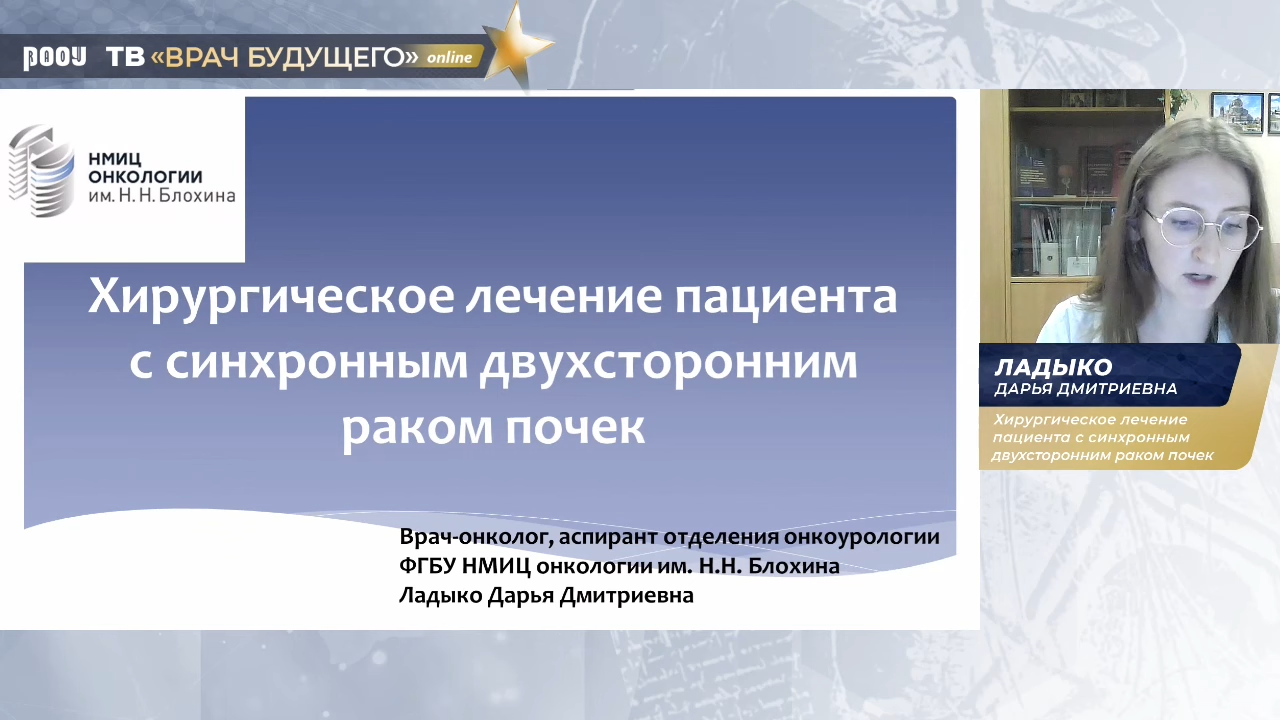 РООУ ТВ «ВРАЧ БУДУЩЕГО» online
НМИЦ
ОНКОЛОГИИ
им. Н. Н. Блохина
Хирургическое лечение пациента
с синхронным двухсторонним
раком почек
Врач-онколог, аспирант отделения онкоурологии
ФГБУ НМИЦ онкологии им. Н.Н. Блохина
Ладыко Дарья Дмитриевна
ЛАДЫКО
ДАРЬЯ ДМИТРИЕВНА
Хирургическое лечение
пациента с синхронным
двухсторонним раком почек